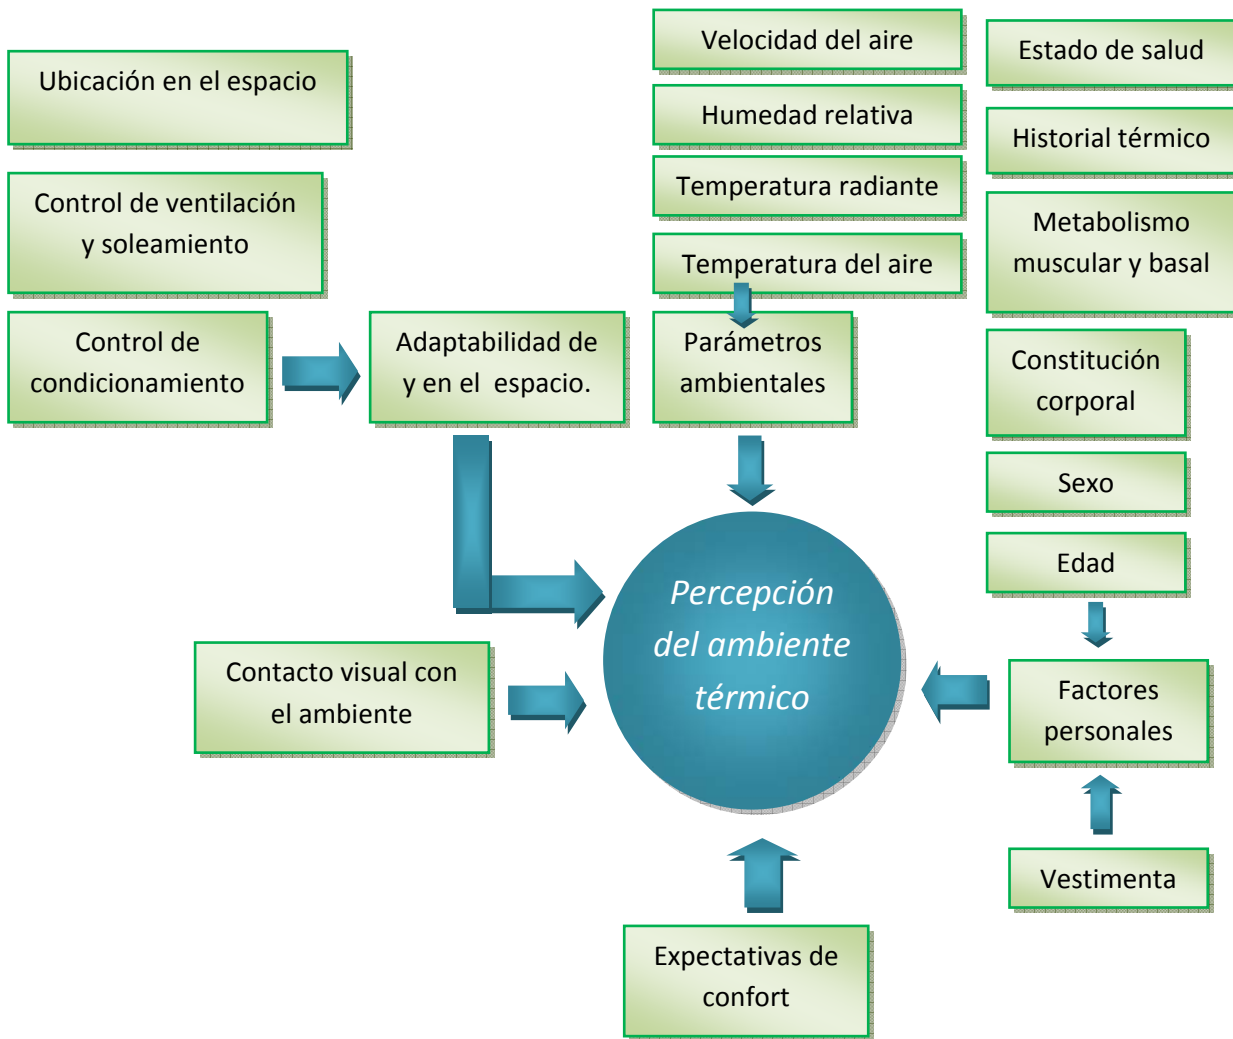 Velocidad del aire
Estado de salud
Ubicación en el espacio
Humedad relativa
Historial térmico
Temperatura radiante
Control de ventilación
y soleamiento
Metabolismo
muscular y basal
Temperatura del aire
Control de
condicionamiento
Adaptabilidad de
y en el espacio.
Parámetros
ambientales
Constitución
corporal
Sexo
Edad
Percepción
del ambiente
térmico
Contacto visual con
el ambiente
Factores
personales
Vestimenta
Expectativas de
confort